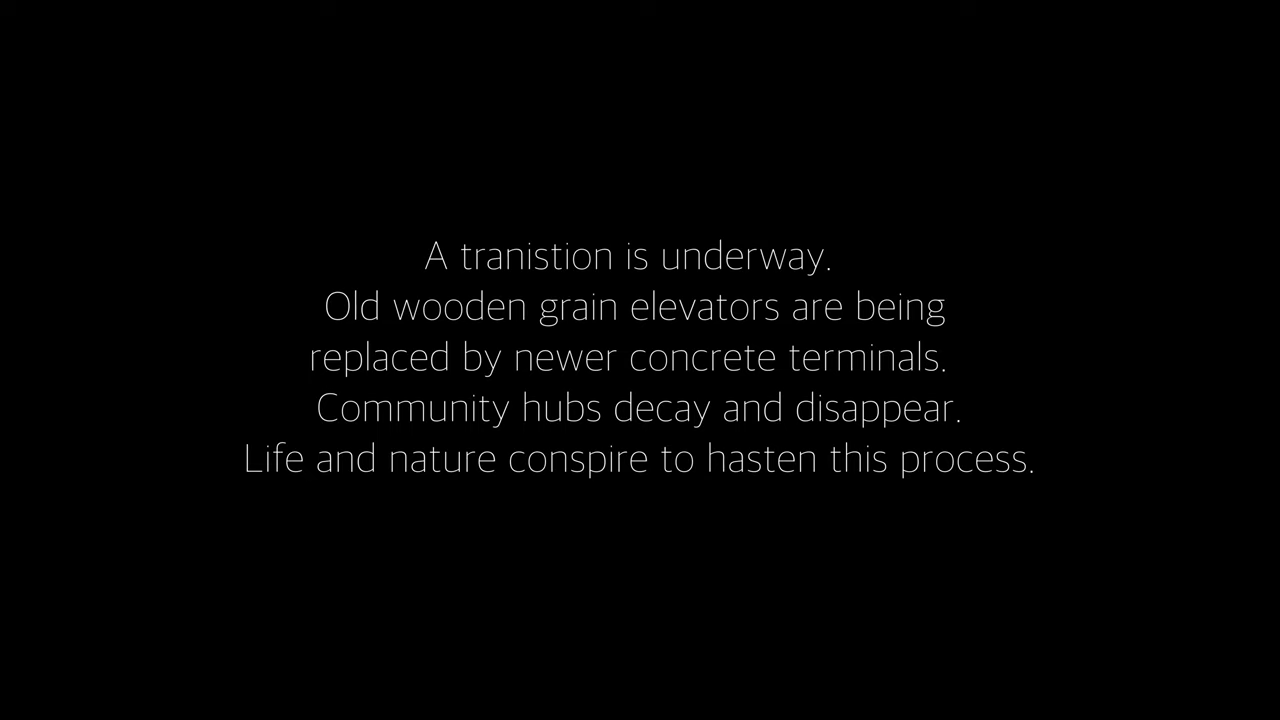 A tranistion is underway.
Old wooden grain elevators are being
replaced by newer concrete terminals.
Community hubs decay and disappear.
Life and nature conspire to hasten this process.